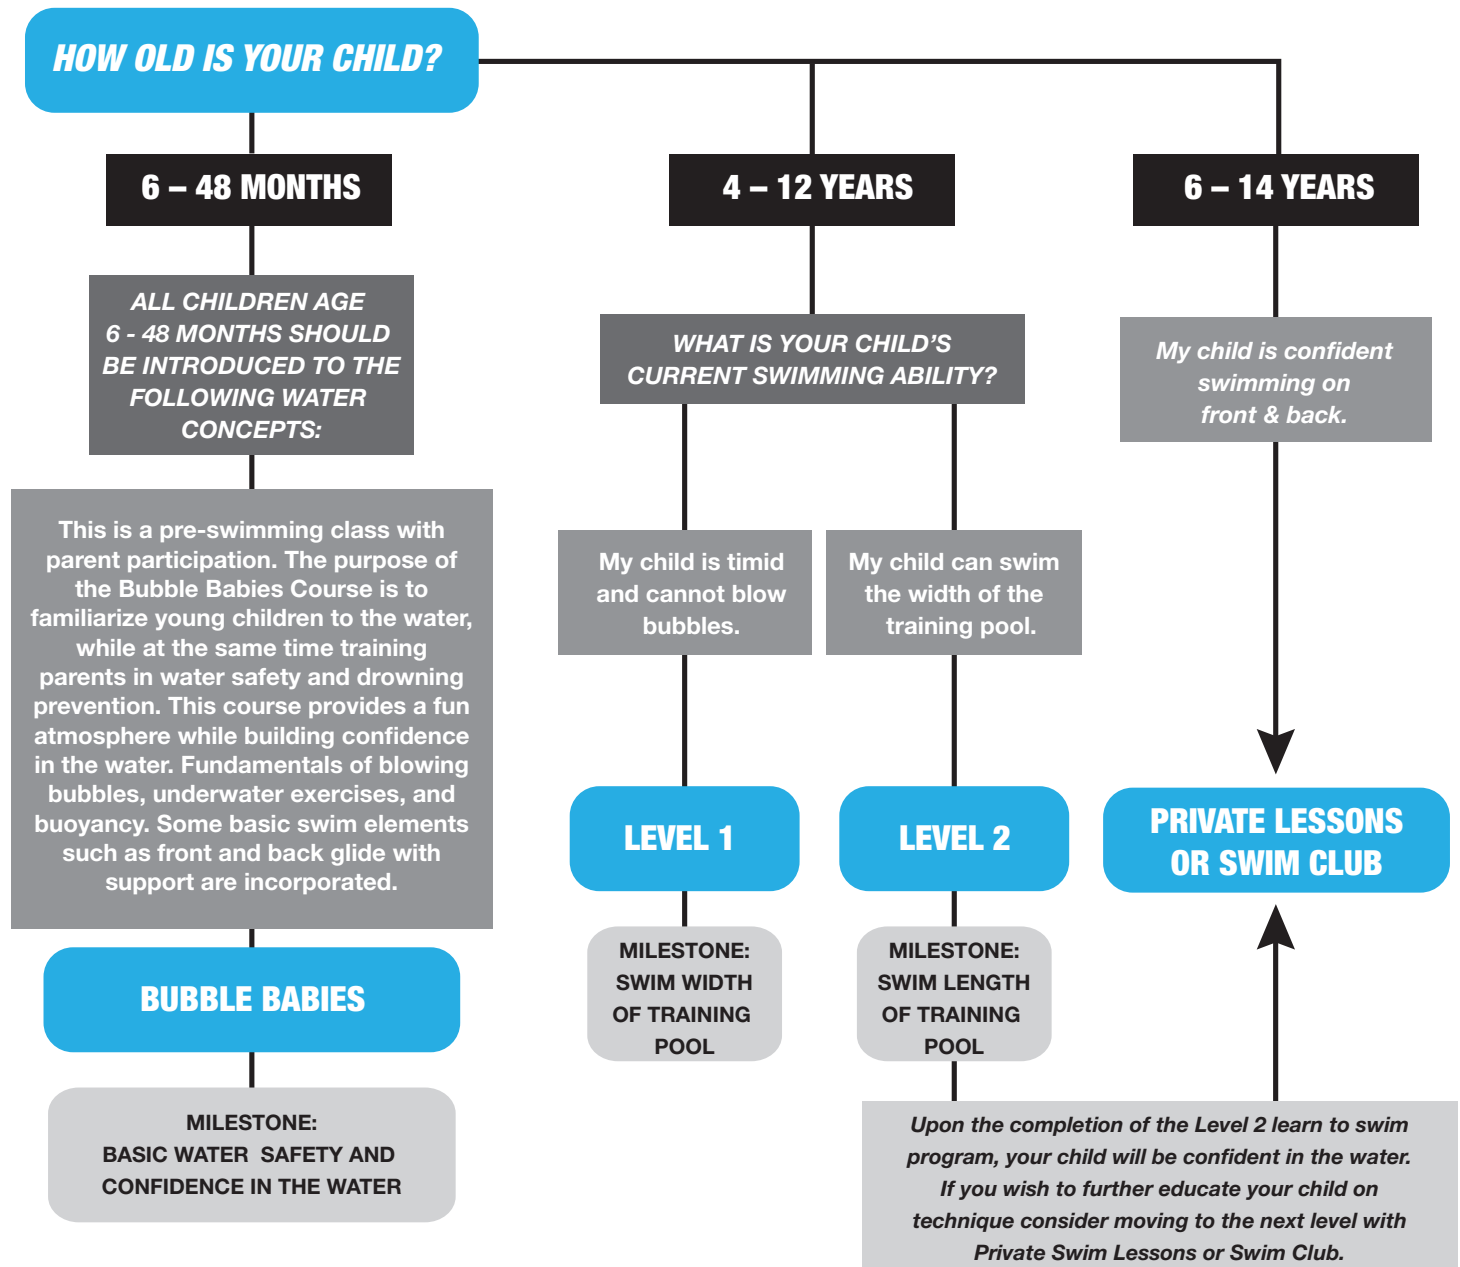 HOW OLD IS YOUR CHILD?
6 – 48 MONTHS
ALL CHILDREN AGE
6 - 48 MONTHS SHOULD
BE INTRODUCED TO THE
FOLLOWING WATER
CONCEPTS:
This is a pre-swimming class with
parent participation. The purpose of
the Bubble Babies Course is to
familiarize young children to the water,
while at the same time training
parents in water safety and drowning
prevention. This course provides a fun
atmosphere while building confidence
in the water. Fundamentals of blowing
bubbles, underwater exercises, and
buoyancy. Some basic swim elements
such as front and back glide with
support are incorporated.
BUBBLE BABIES
MILESTONE:
BASIC WATER SAFETY AND
CONFIDENCE IN THE WATER
4 – 12 YEARS
WHAT IS YOUR CHILD'S
CURRENT SWIMMING ABILITY?
My child is timid
and cannot blow
bubbles.
LEVEL 1
MILESTONE:
SWIM WIDTH
OF TRAINING
POOL
My child can swim
the width of the
training pool.
LEVEL 2
MILESTONE:
SWIM LENGTH
OF TRAINING
POOL
6 – 14 YEARS
My child is confident
swimming on
front & back.
PRIVATE LESSONS
OR SWIM CLUB
Upon the completion of the Level 2 learn to swim
program, your child will be confident in the water.
If you wish to further educate your child on
technique consider moving to the next level with
Private Swim Lessons or Swim Club.